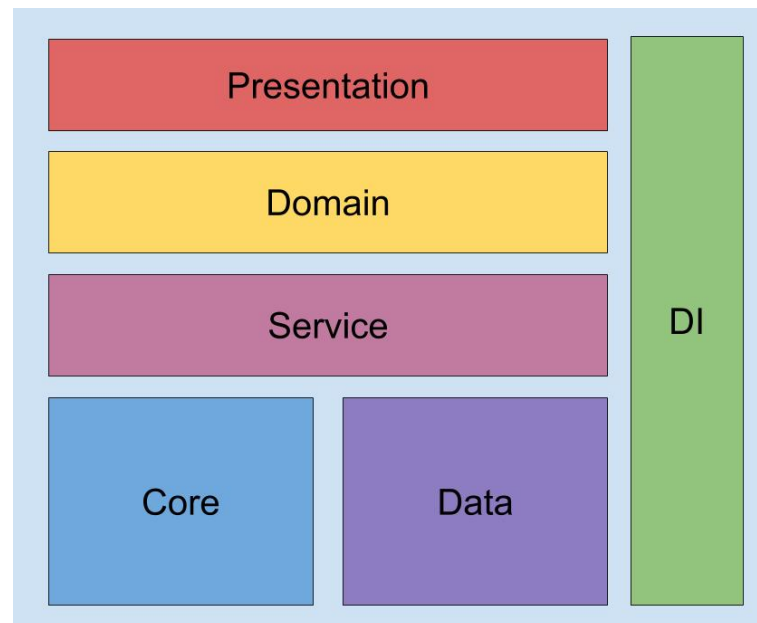 Presentation
Domain
Service
DI
Core
Data